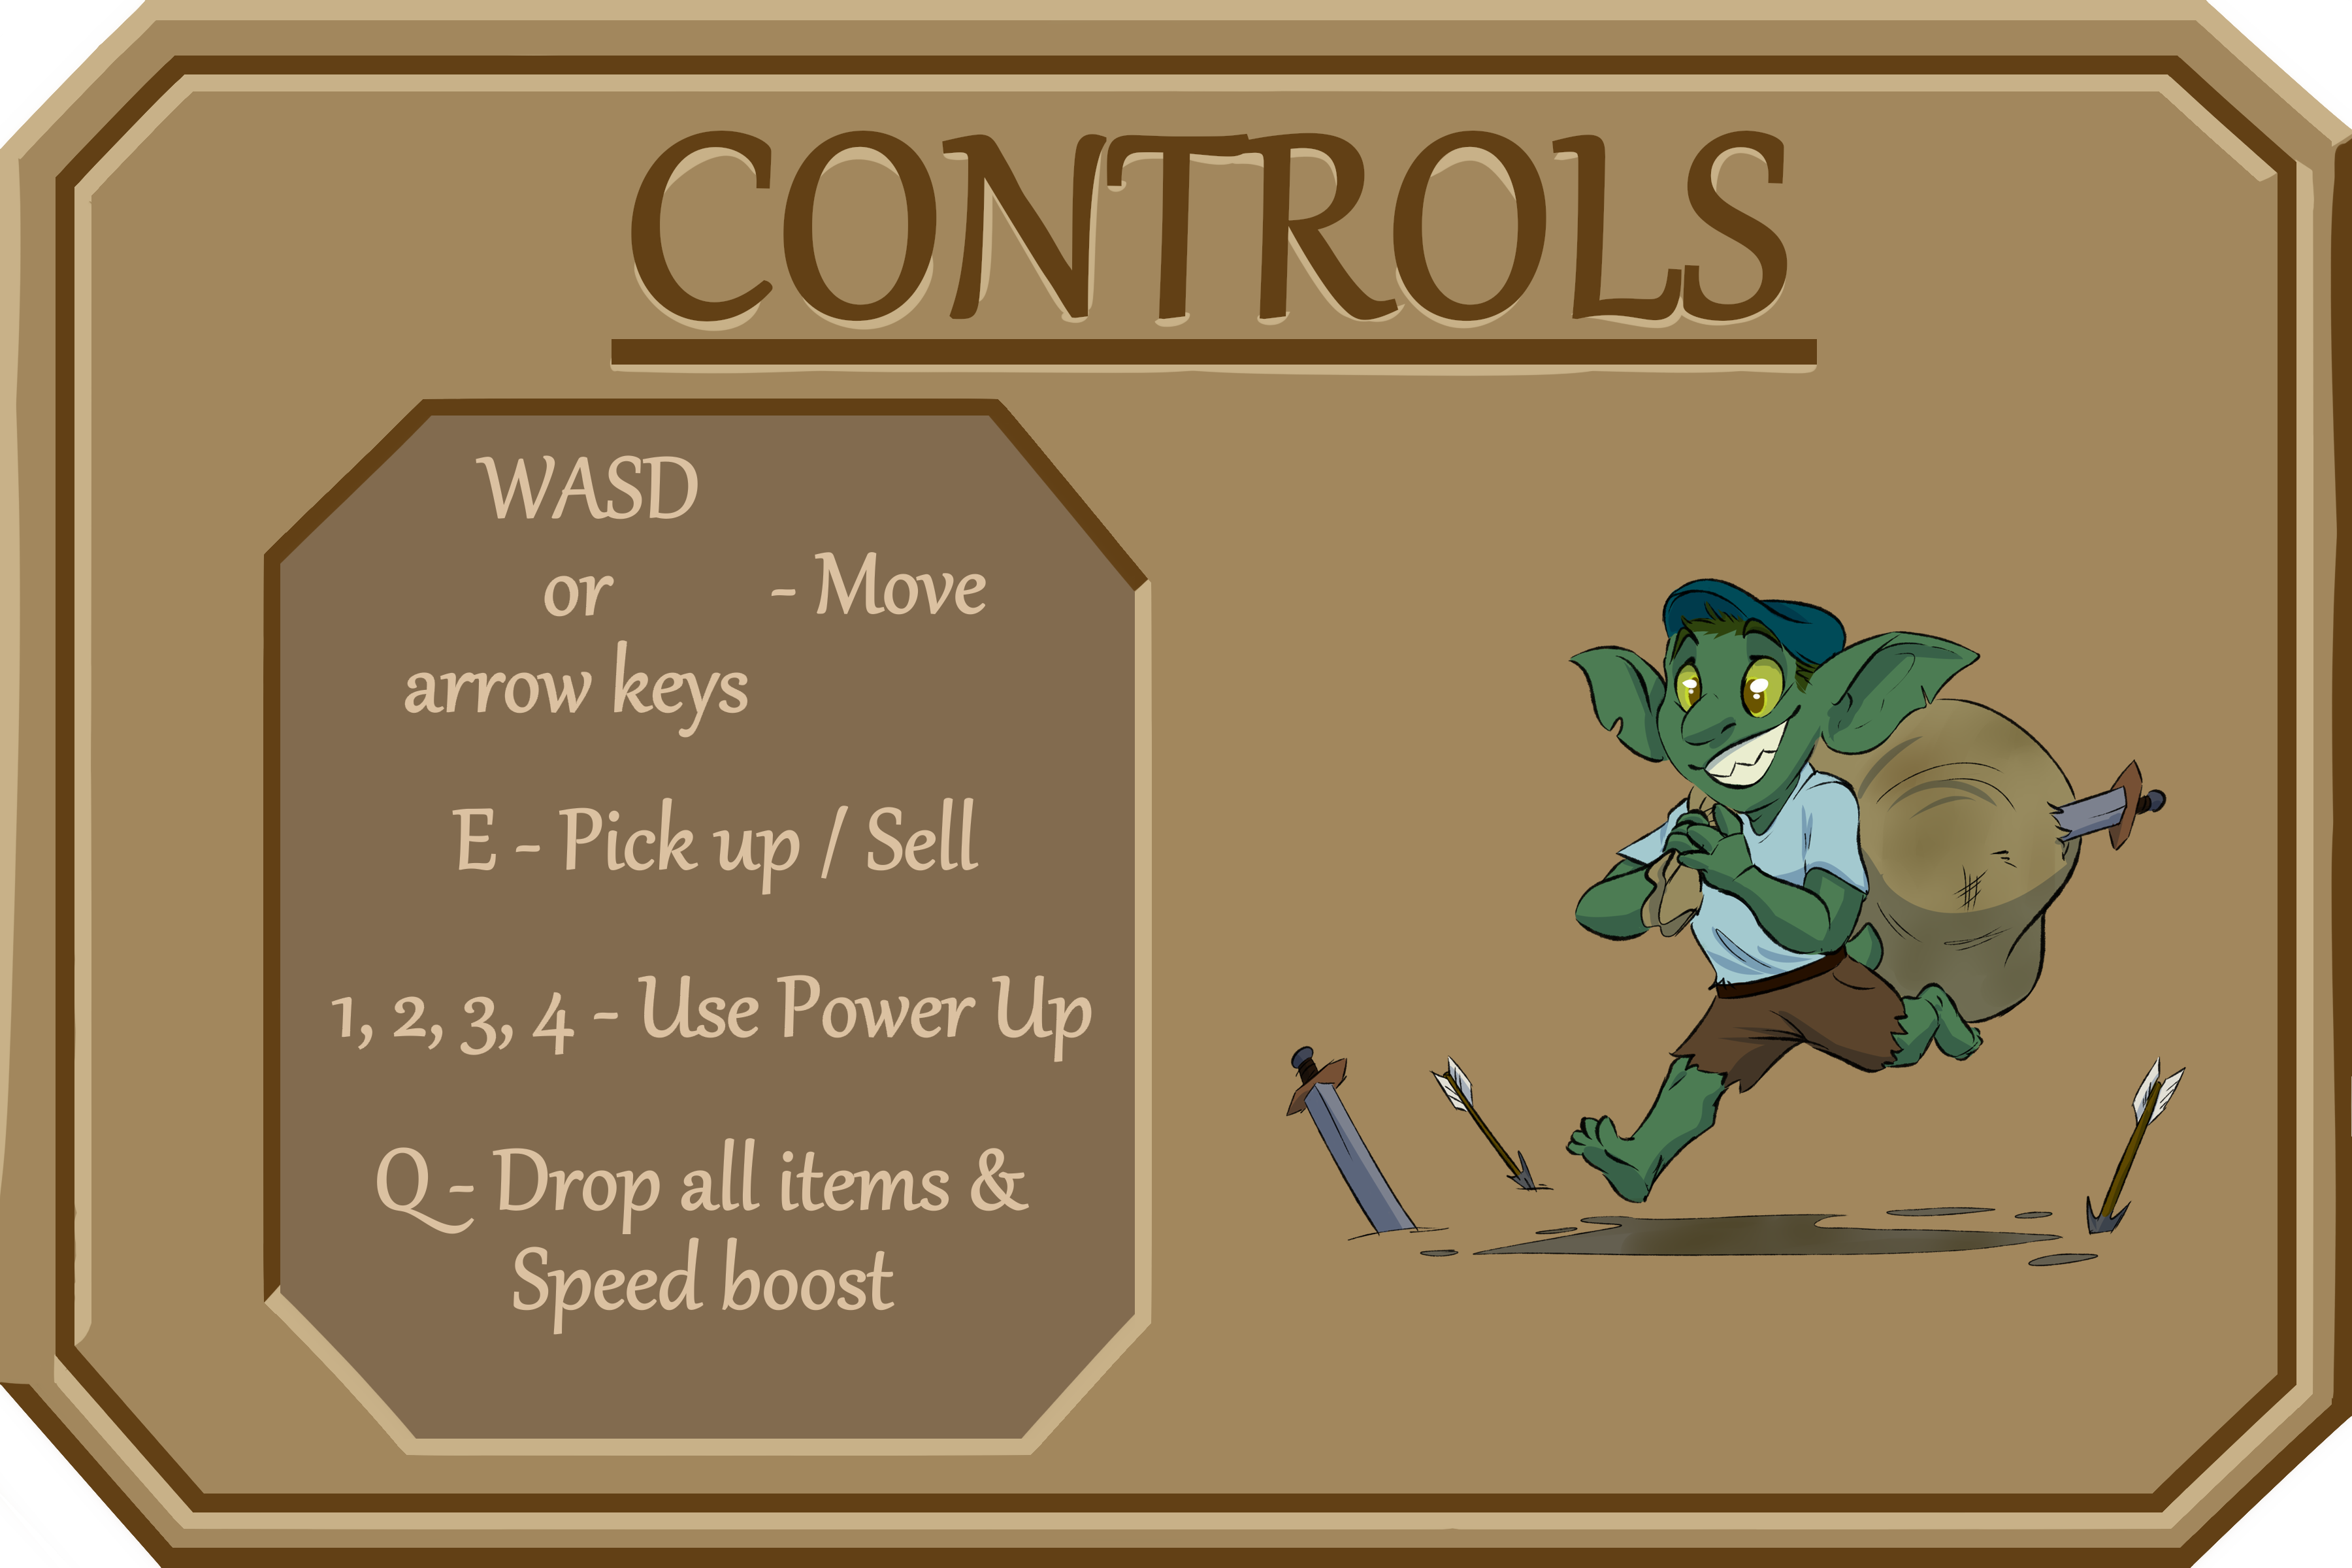 CONTROLS
WASD
or - Move
arrow keys
E - Pick up / Sell
1, 2, 3, 4 - Use Power Up
Q - Drop all items &
Speed boost